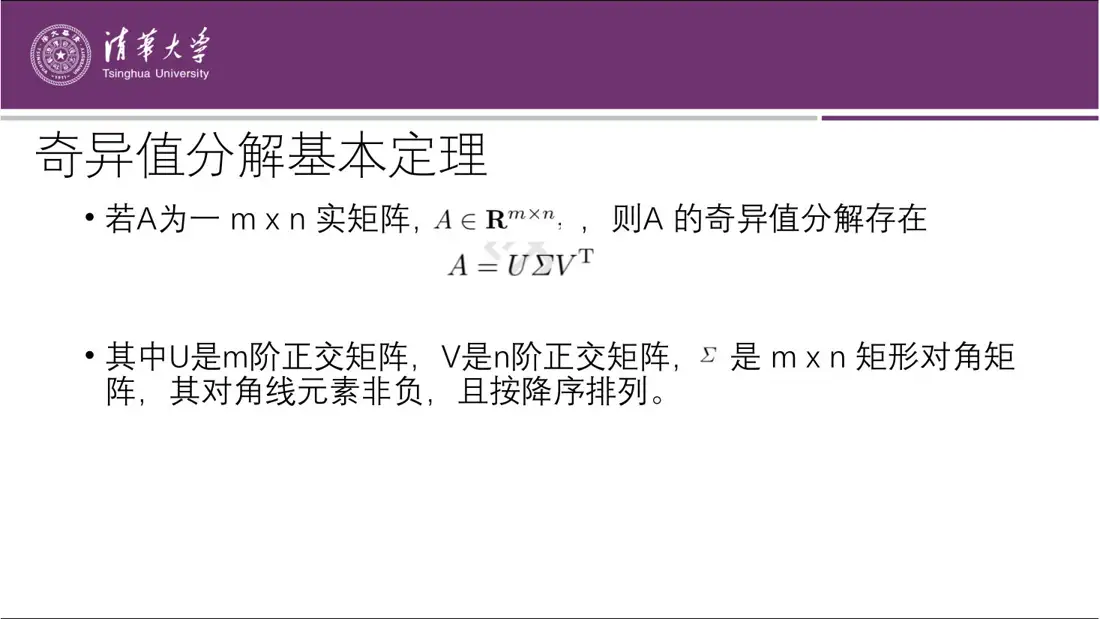 清华大学
Tsinghua University
奇异值分解基本定理
• 若A为一 m x n 实矩阵，A ∈ R^{m×n}, ，则A 的奇异值分解存在
A = UΣV^T
• 其中U是m阶正交矩阵，V是n阶正交矩阵，Σ 是 m x n 矩形对角矩
阵，其对角线元素非负，且按降序排列。